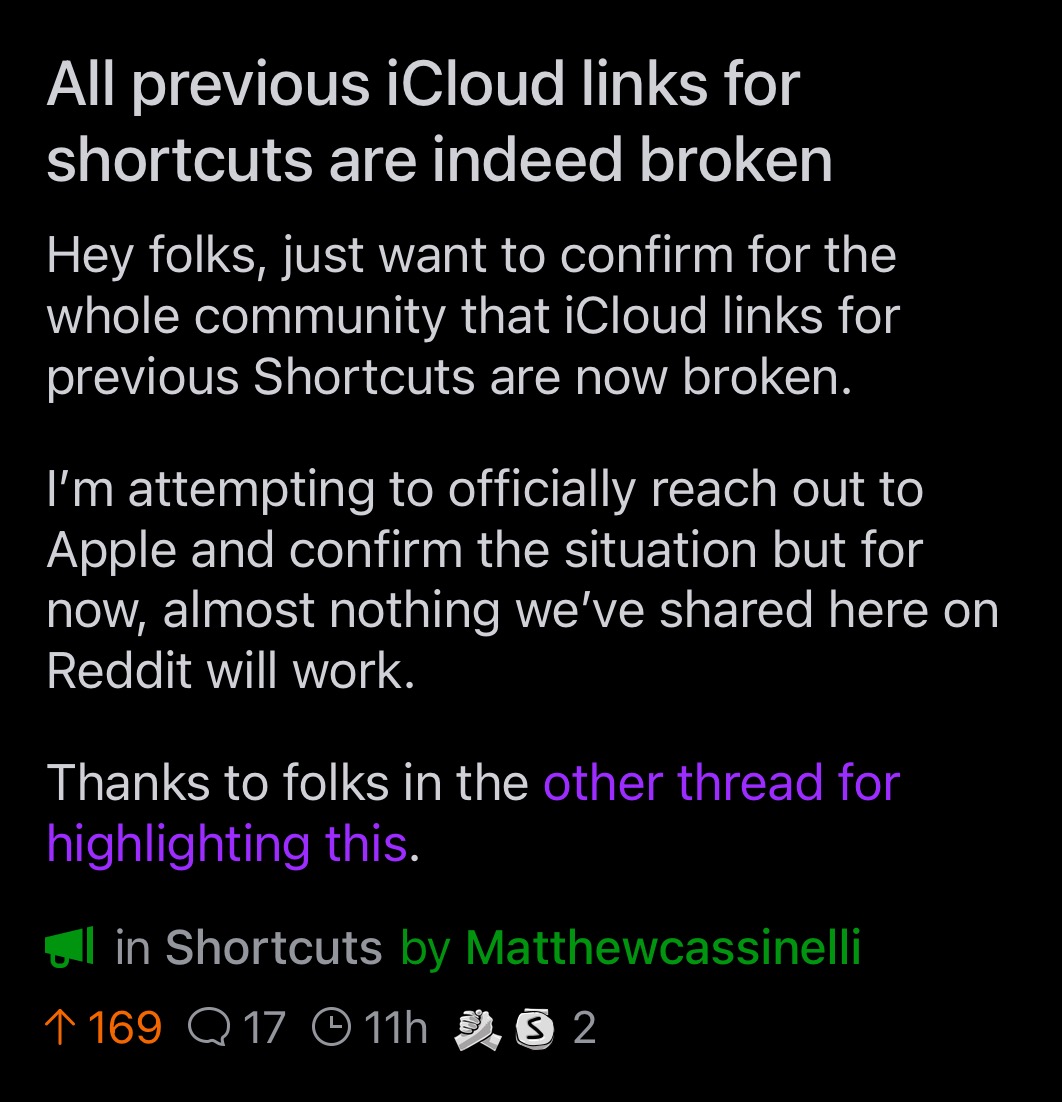 All previous iCloud links for
shortcuts are indeed broken
Hey folks, just want to confirm for the
whole community that iCloud links for
previous Shortcuts are now broken.
I’m attempting to officially reach out to
Apple and confirm the situation but for
now, almost nothing we’ve shared here on
Reddit will work.
Thanks to folks in the other thread for
highlighting this.
in Shortcuts by Matthewcassinelli
169 17 11h S 2